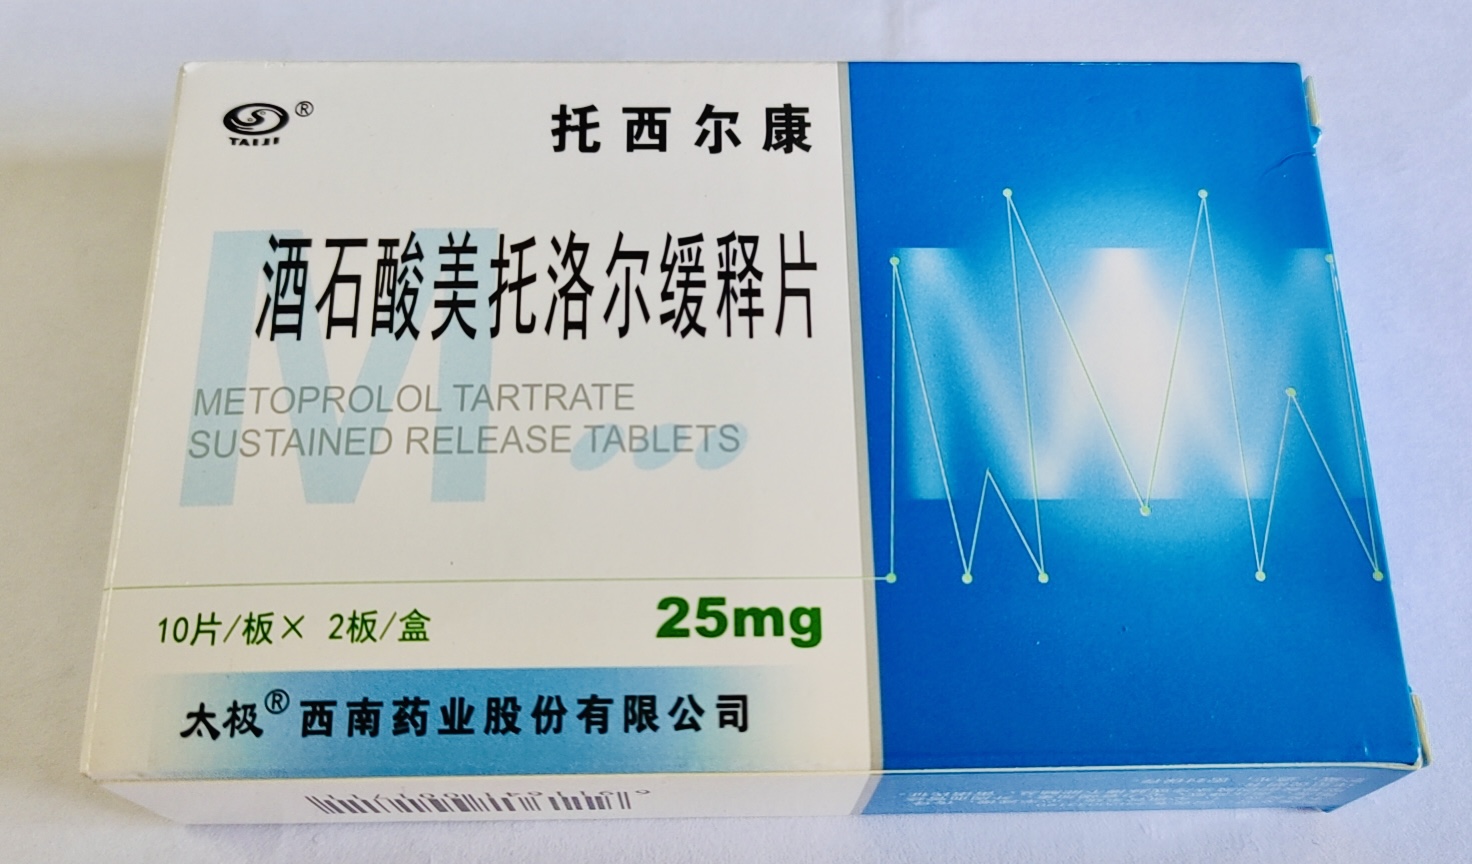 TAIJI ®
托西尔康
酒石酸美托洛尔缓释片
METOPROLOL TARTRATE
SUSTAINED RELEASE TABLETS
M
10片/板× 2板/盒
25mg
太极® 西南药业股份有限公司